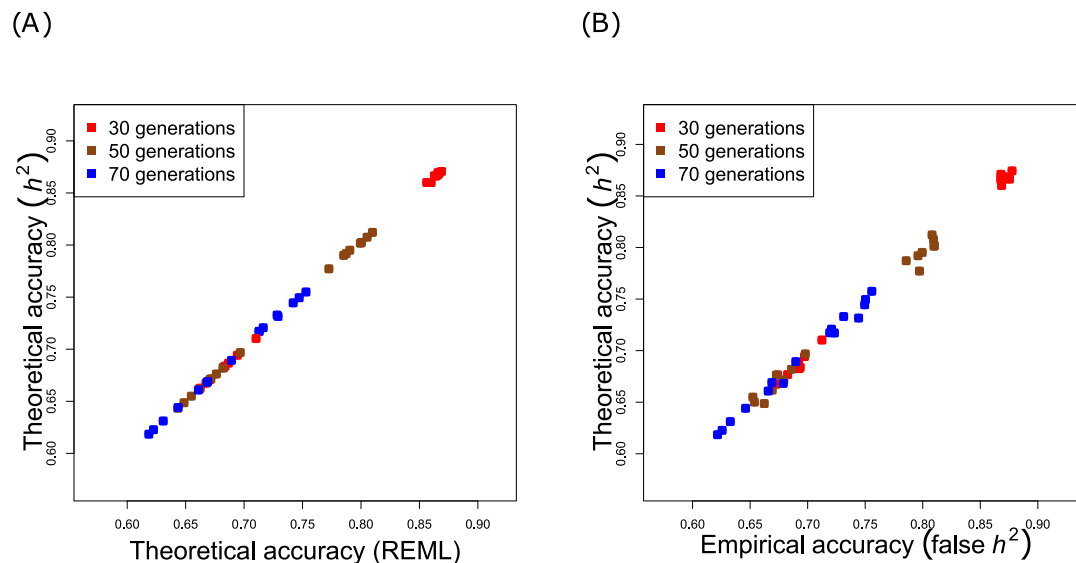 (A)
30 generations
50 generations
70 generations
Theoretical accuracy (h²)
0.60 0.65 0.70 0.75 0.80 0.85 0.90
0.60 0.65 0.70 0.75 0.80 0.85 0.90
Theoretical accuracy (REML)
(B)
30 generations
50 generations
70 generations
Theoretical accuracy (h²)
0.60 0.65 0.70 0.75 0.80 0.85 0.90
0.60 0.65 0.70 0.75 0.80 0.85 0.90
Empirical accuracy (false h²)